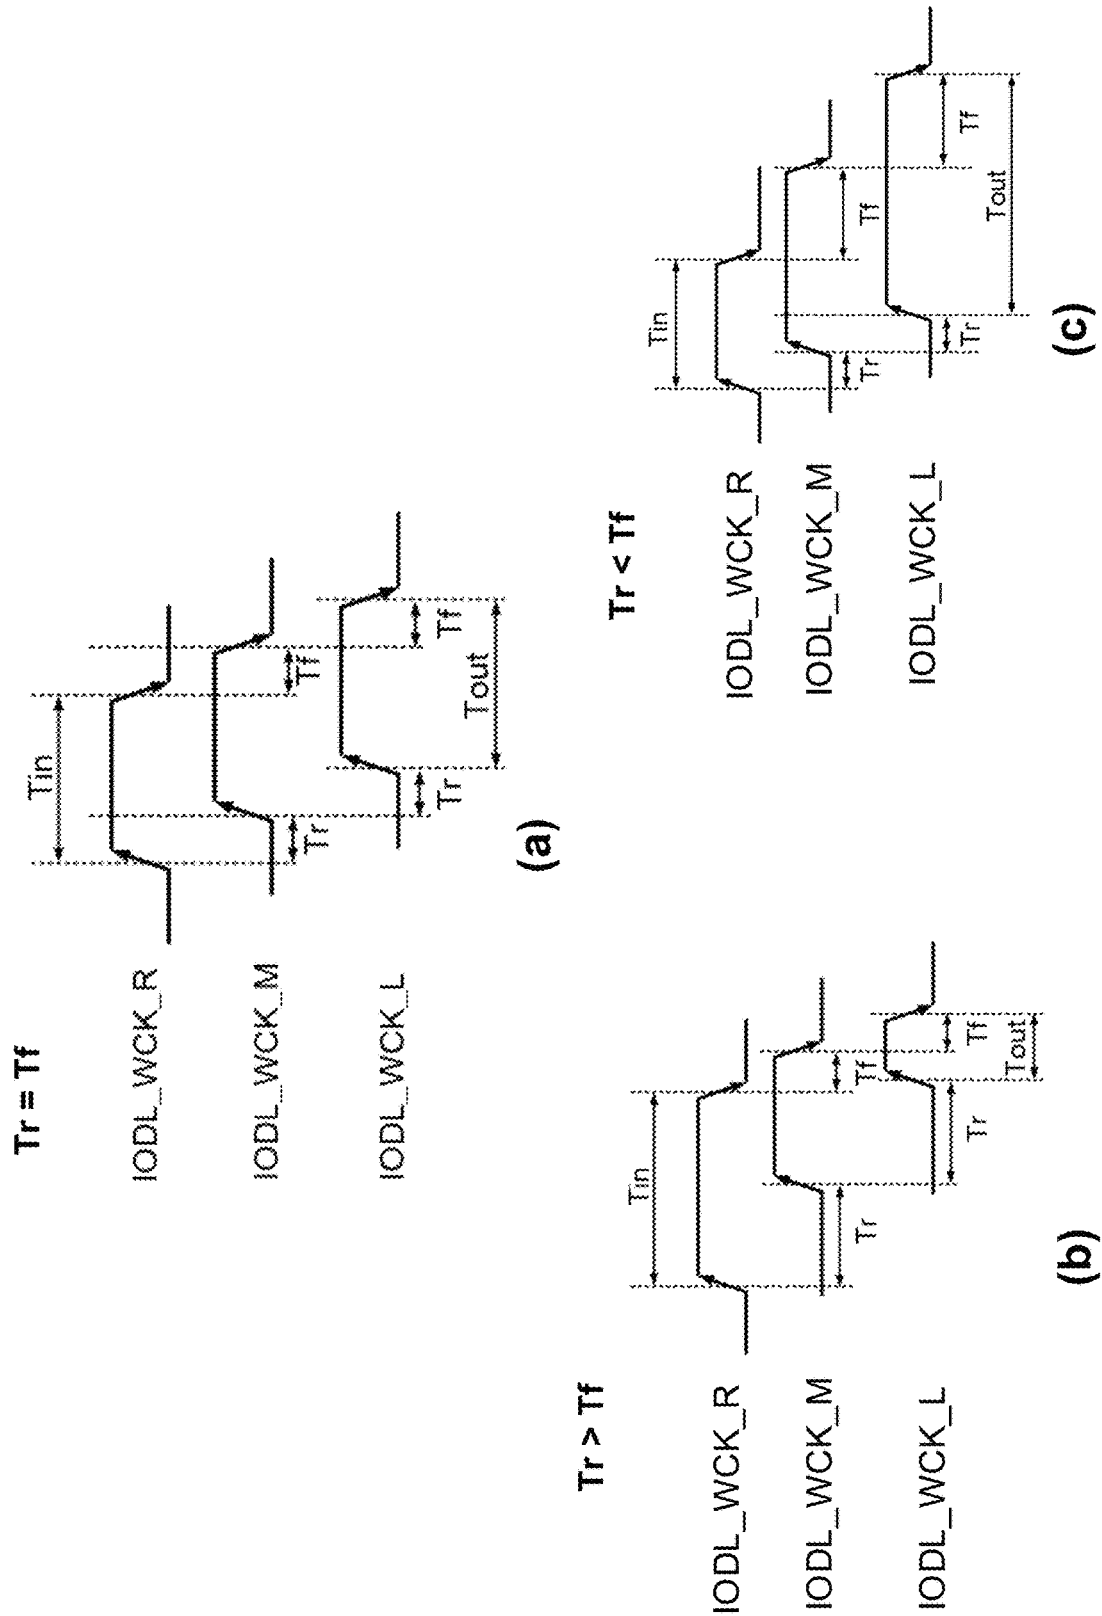 Tr = Tf
IODL_WCK_R
Tin
IODL_WCK_M
Tr
Tf
IODL_WCK_L
Tr
Tf
Tout
(a)
Tr > Tf
IODL_WCK_R
Tin
IODL_WCK_M
Tr
Tf
IODL_WCK_L
Tr
Tf
Tout
(b)
Tr < Tf
IODL_WCK_R
Tin
IODL_WCK_M
Tr
Tf
IODL_WCK_L
Tr
Tf
Tout
(c)